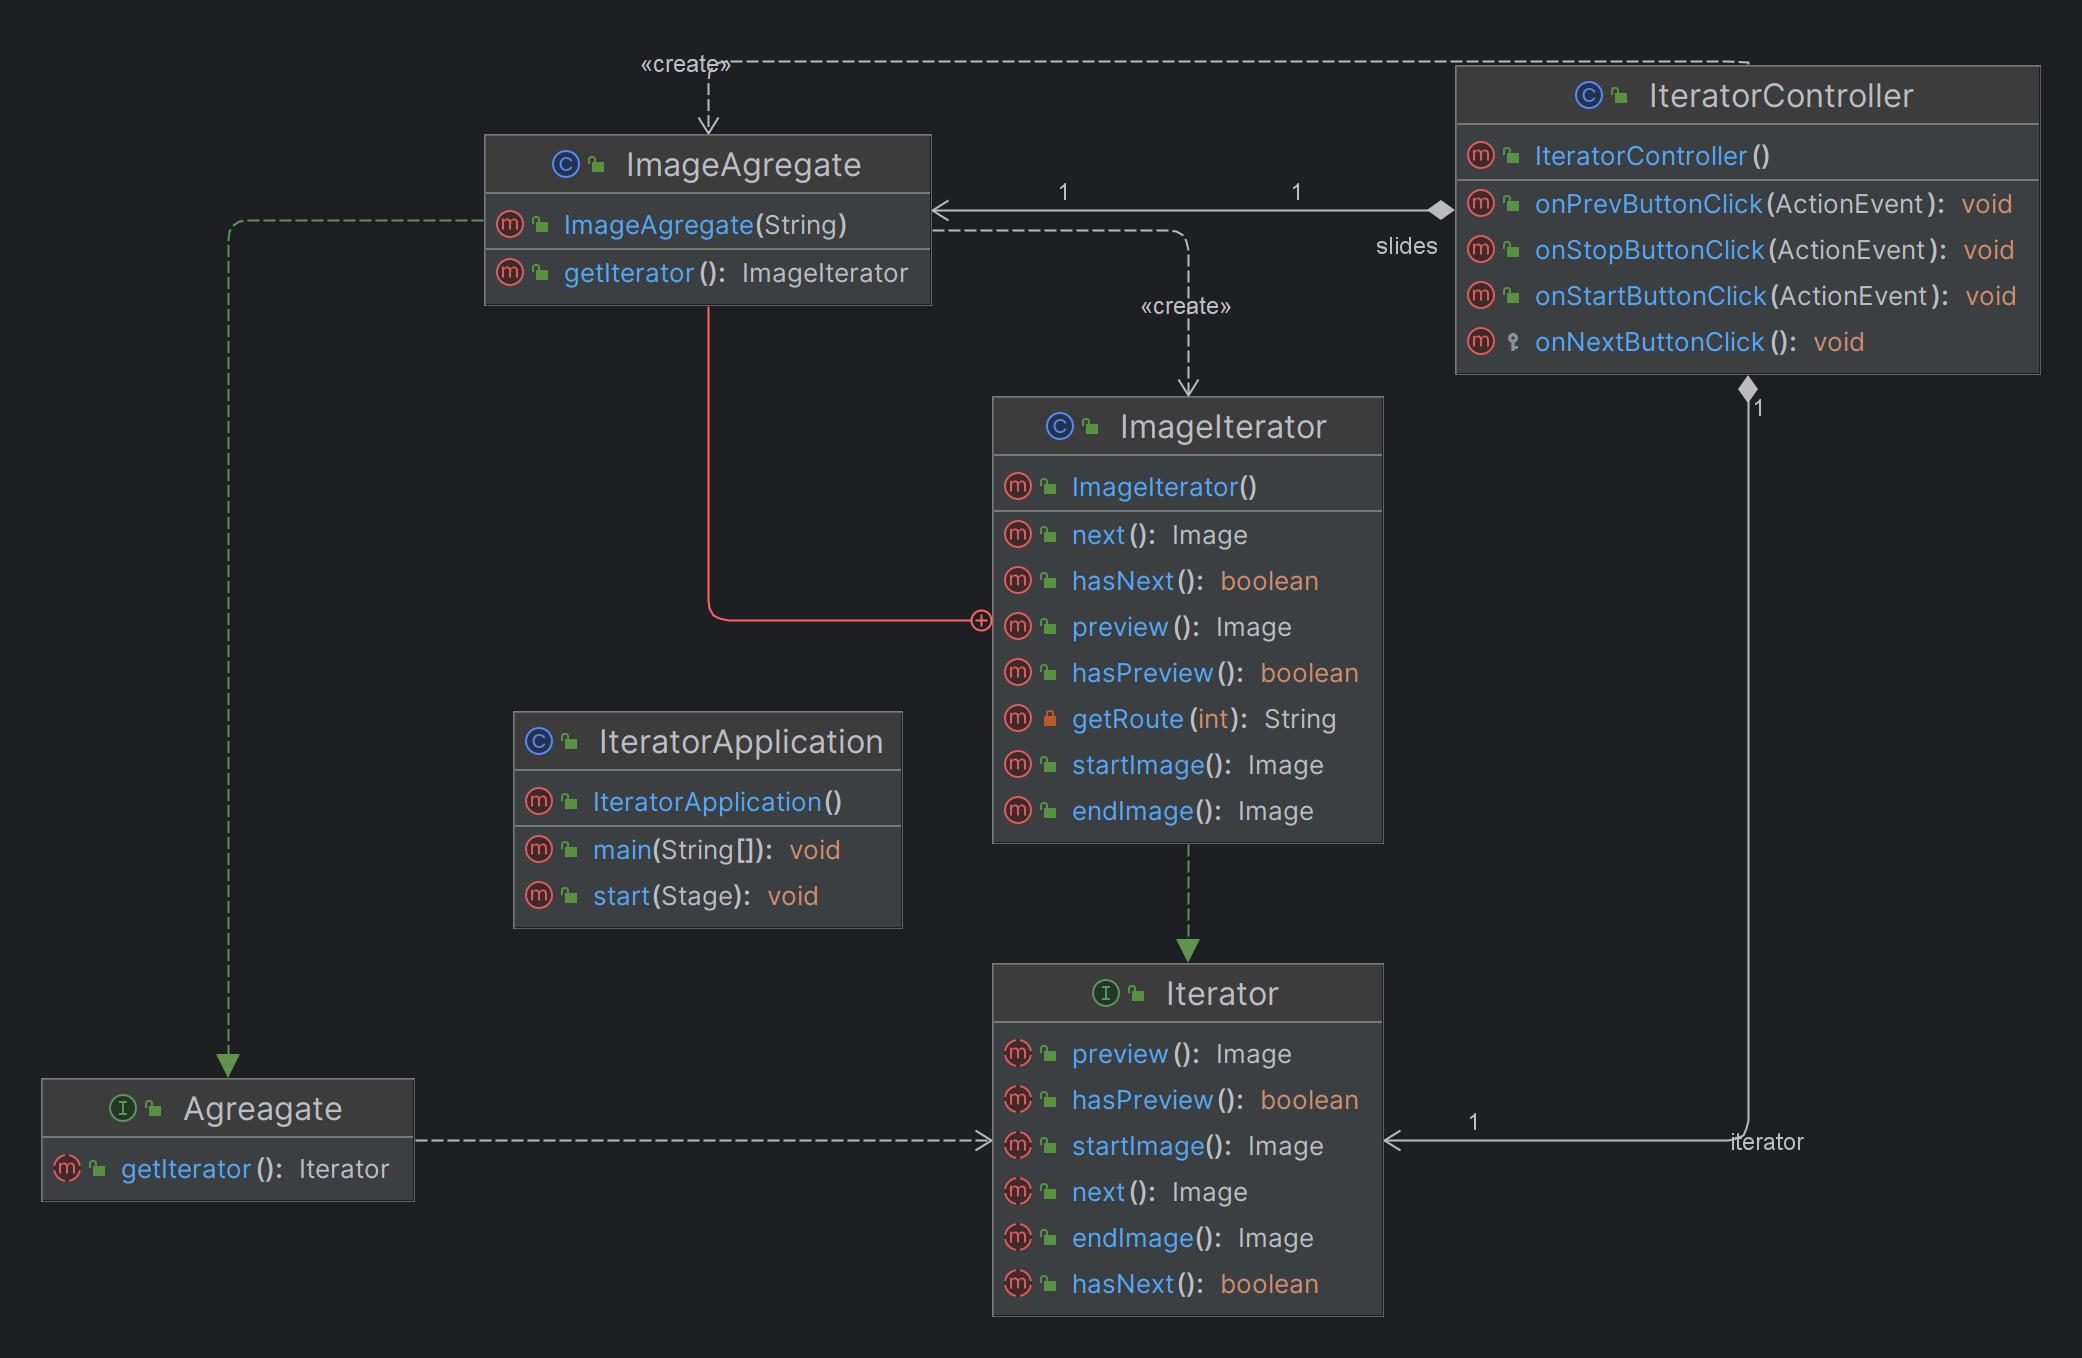 «create»
IteratorController
IteratorController()
onPrevButtonClick(ActionEvent): void
onStopButtonClick(ActionEvent): void
onStartButtonClick(ActionEvent): void
onNextButtonClick(): void
ImageAgregate
ImageAgregate(String)
getIterator(): ImageIterator
1
1
slides
«create»
1
ImageIterator
ImageIterator()
next(): Image
hasNext(): boolean
preview(): Image
hasPreview(): boolean
getRoute(int): String
startImage(): Image
endImage(): Image
IteratorApplication
IteratorApplication()
main(String[]): void
start(Stage): void
Iterator
preview(): Image
hasPreview(): boolean
startImage(): Image
next(): Image
endImage(): Image
hasNext(): boolean
Agreagate
getIterator(): Iterator
1
iterator